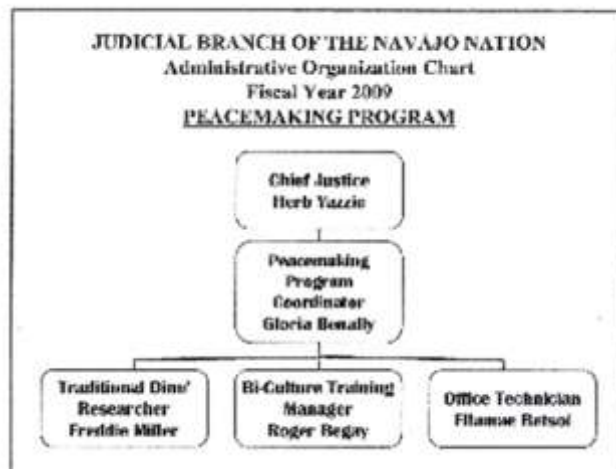 JUDICIAL BRANCH OF THE NAVAJO NATION
Administrative Organization Chart
Fiscal Year 2009
PEACEMAKING PROGRAM
Chief Justice
Herb Yazzie
Peacemaking
Program
Coordinator
Gloria Benally
Traditional Dine'
Researcher
Freddie Miller
Bi-Culture Training
Manager
Roger Begay
Office Technician
Betsoi